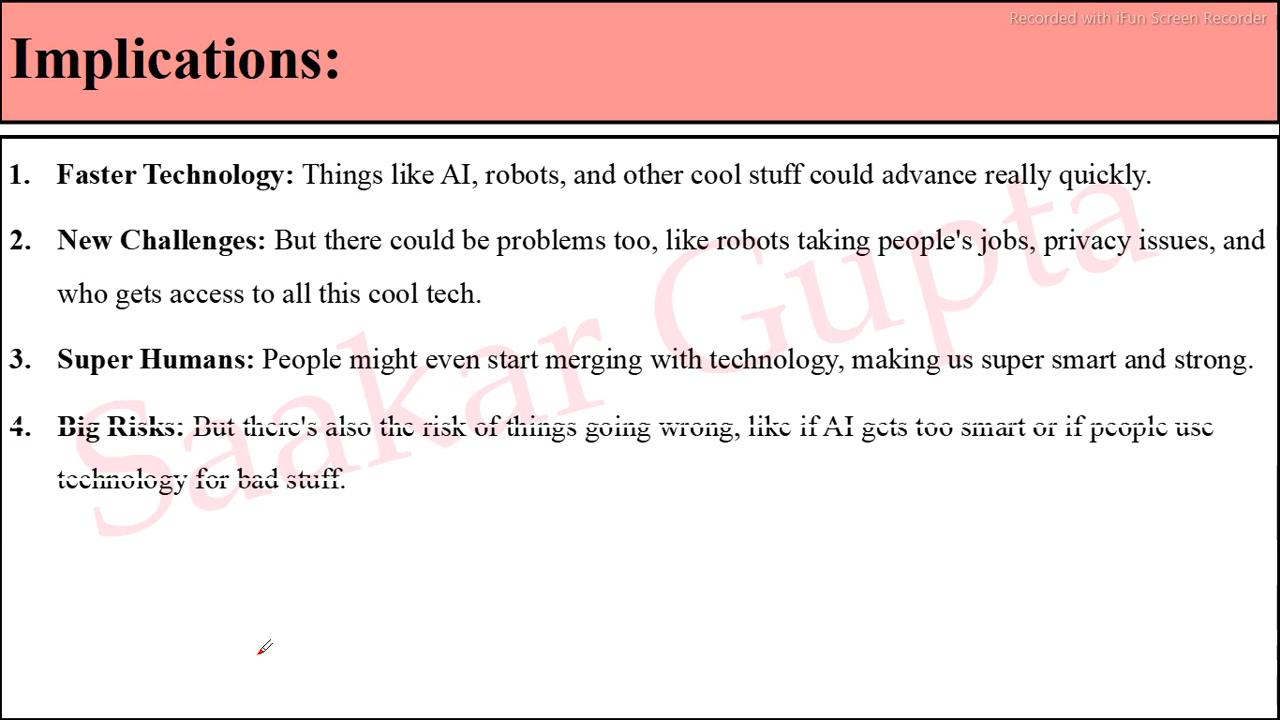 Recorded with iFun Screen Recorder
Implications:
1. Faster Technology: Things like AI, robots, and other cool stuff could advance really quickly.
2. New Challenges: But there could be problems too, like robots taking people's jobs, privacy issues, and
who gets access to all this cool tech.
3. Super Humans: People might even start merging with technology, making us super smart and strong.
4. Big Risks: But there's also the risk of things going wrong, like if AI gets too smart or if people use
technology for bad stuff.
Saakar Gupta